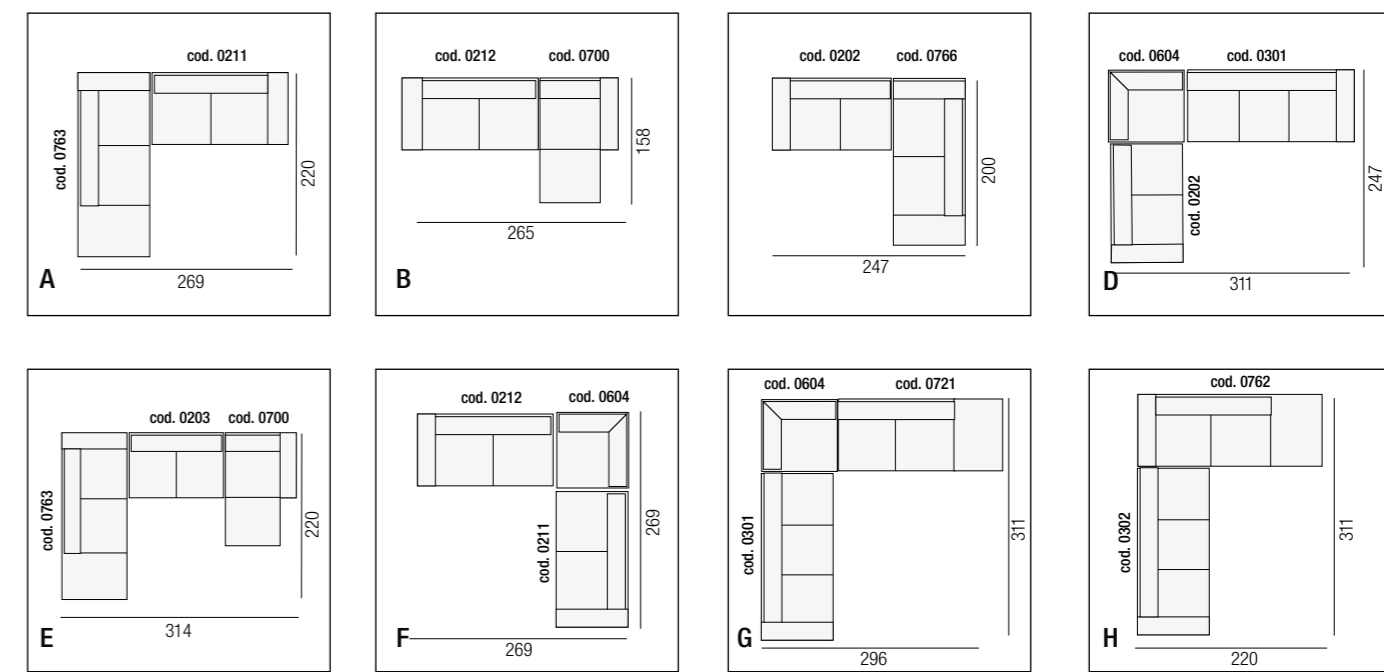 cod. 0211
cod. 0763
220
269
A
cod. 0212
cod. 0700
158
265
B
cod. 0202
cod. 0766
200
247
cod. 0604
cod. 0301
cod. 0202
247
311
D
cod. 0203
cod. 0700
cod. 0763
220
314
E
cod. 0212
cod. 0604
cod. 0211
269
269
F
cod. 0604
cod. 0721
cod. 0301
311
296
G
cod. 0762
cod. 0302
311
220
H